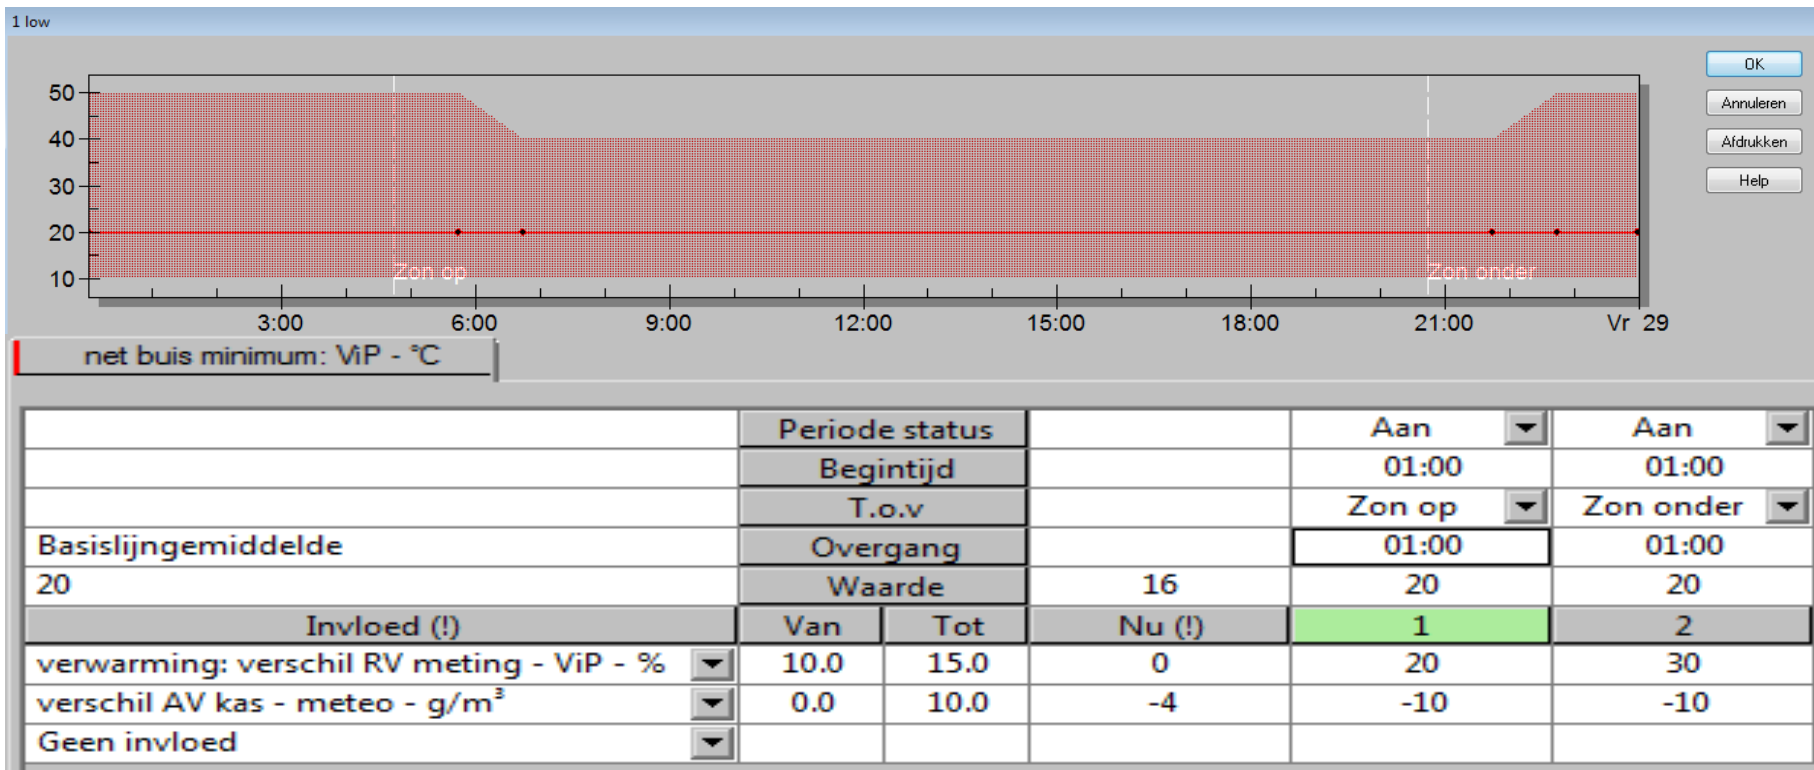 1 low
OK
Annuleren
Afdrukken
Help
50
40
30
20
10
Zon op Zon onder
3:00 6:00 9:00 12:00 15:00 18:00 21:00 Vr 29
net buis minimum: ViP - °C
Periode status Aan Aan
Begintijd 01:00 01:00
T.o.v Zon op Zon onder
Basislijngemiddelde Overgang 01:00 01:00
20 Waarde 16 20 20
Invloed (!) Van Tot Nu (!) 1 2
verwarming: verschil RV meting - ViP - % 10.0 15.0 0 20 30
verschil AV kas - meteo - g/m³ 0.0 10.0 -4 -10 -10
Geen invloed